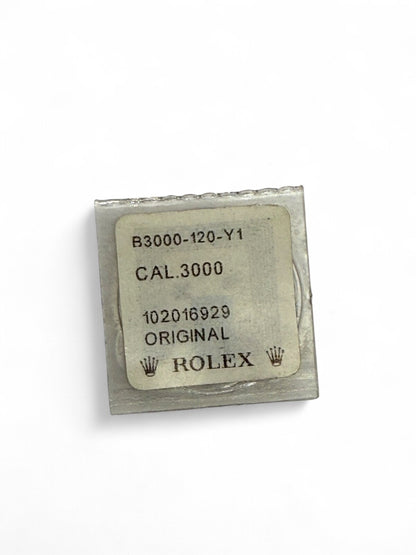 B3000-120-Y1
CAL.3000
102016929
ORIGINAL
ROLEX